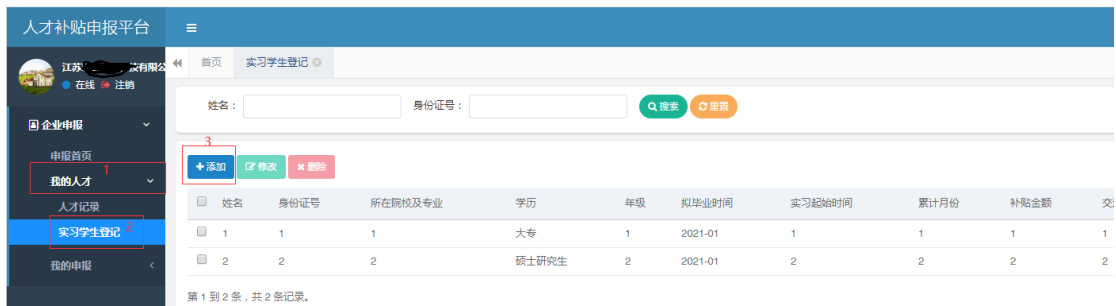 人才补贴申报平台
江苏 技有限公
在线 注销
首页 实习学生登记
姓名： 身份证号： 搜索 重置
企业申报
3
申报首页
+添加 修改 ×删除
1
我的人才
人才记录
2
实习学生登记
我的申报
姓名 身份证号 所在院校及专业 学历 年级 拟毕业时间 实习起始时间 累计月份 补贴金额
1 1 1 大专 1 2021-01 1 1 1 1
2 2 2 硕士研究生 2 2021-01 2 2 2 2
第 1 到 2 条，共 2 条记录。